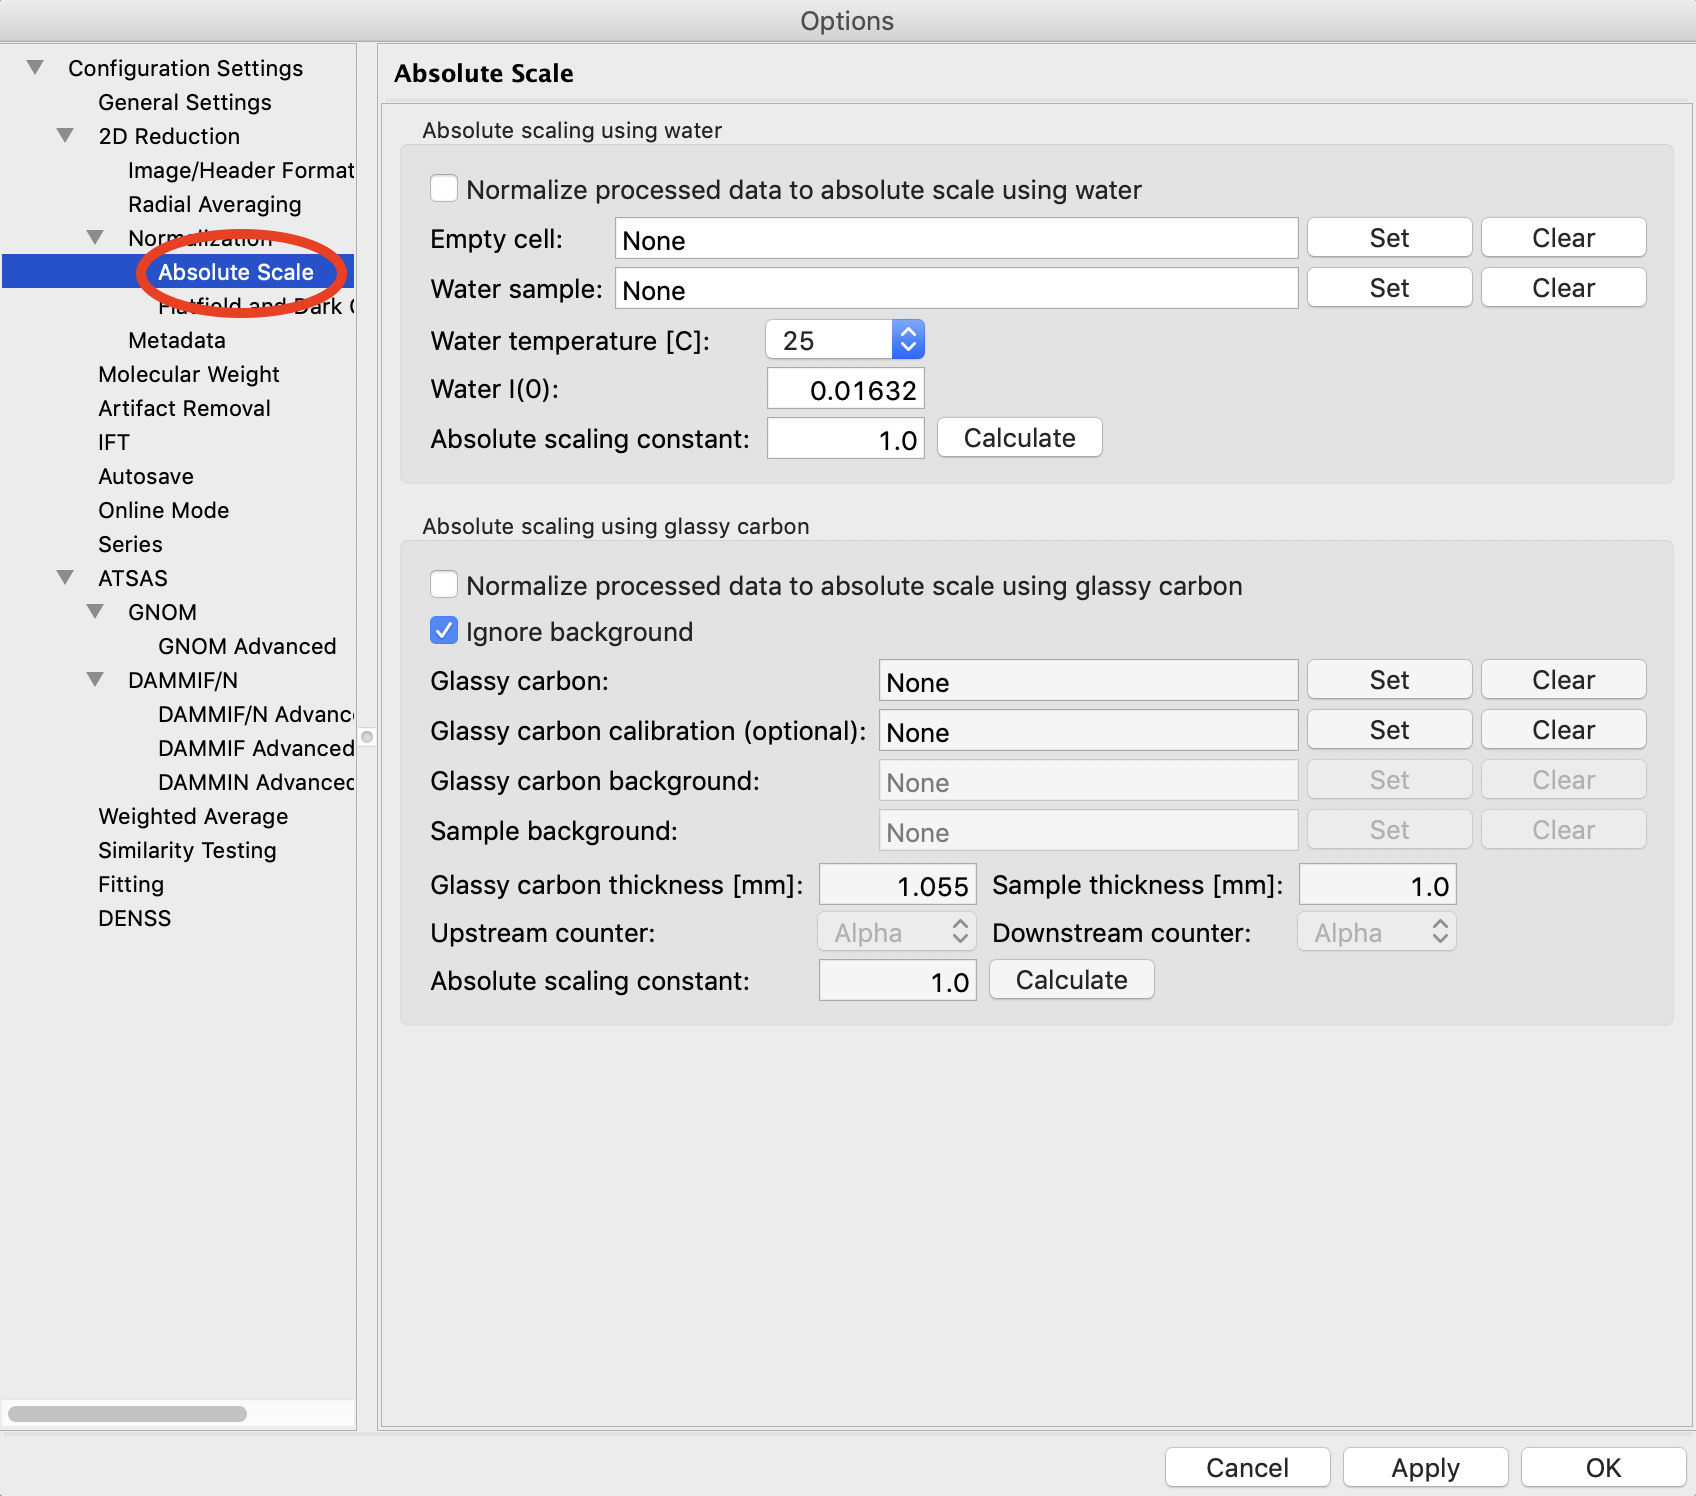 Options
Configuration Settings
General Settings
2D Reduction
Image/Header Format
Radial Averaging
Normalization
Absolute Scale
Flatfield and Dark
Metadata
Molecular Weight
Artifact Removal
IFT
Autosave
Online Mode
Series
ATSAS
GNOM
GNOM Advanced
DAMMIF/N
DAMMIF/N Advanc
DAMMIF Advanced
DAMMIN Advanced
Weighted Average
Similarity Testing
Fitting
DENSS
Absolute Scale
Absolute scaling using water
Normalize processed data to absolute scale using water
Empty cell: None Set Clear
Water sample: None Set Clear
Water temperature [C]: 25
Water I(0): 0.01632
Absolute scaling constant: 1.0 Calculate
Absolute scaling using glassy carbon
Normalize processed data to absolute scale using glassy carbon
Ignore background
Glassy carbon: None Set Clear
Glassy carbon calibration (optional): None Set Clear
Glassy carbon background: None Set Clear
Sample background: None Set Clear
Glassy carbon thickness [mm]: 1.055 Sample thickness [mm]: 1.0
Upstream counter: Alpha Downstream counter: Alpha
Absolute scaling constant: 1.0 Calculate
Cancel Apply OK